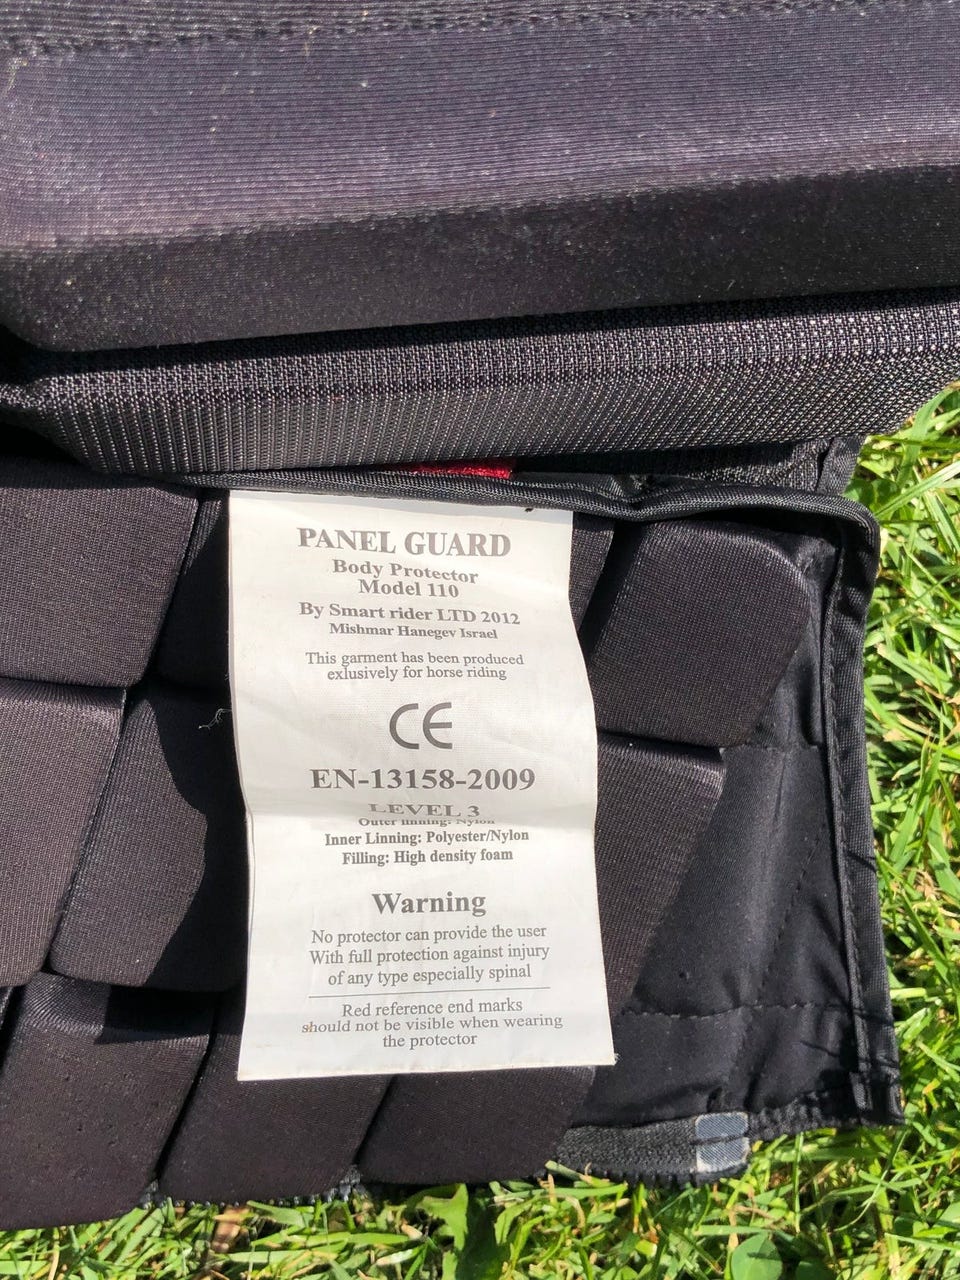 PANEL GUARD
Body Protector
Model 110
By Smart rider LTD 2012
Mishmar Hanegev Israel
This garment has been produced
exlusively for horse riding
CE
EN-13158-2009
LEVEL 3
Outer linning: Nylon
Inner Linning: Polyester/Nylon
Filling: High density foam
Warning
No protector can provide the user
With full protection against injury
of any type especially spinal
Red reference end marks
should not be visible when wearing
the protector